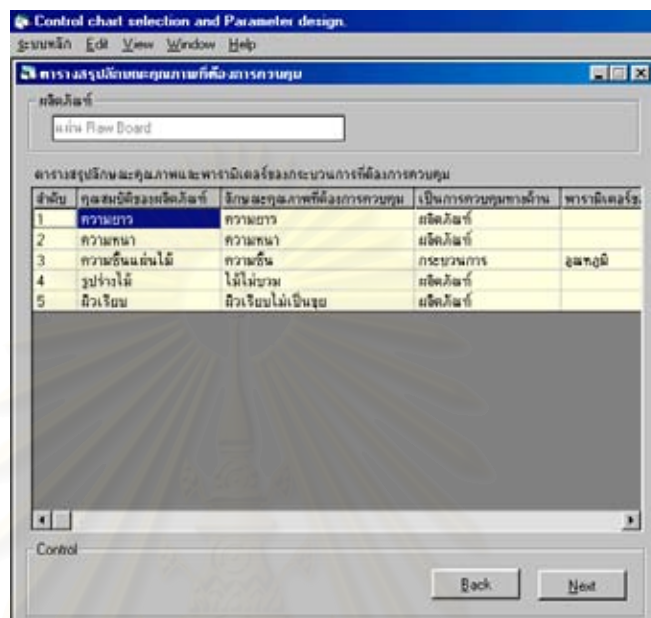 Control chart selection and Parameter design.
ระบบหลัก Edit View Window Help
ตารางสรุปลักษณะคุณภาพที่ต้องการควบคุม
ผลิตภัณฑ์
แผ่น Raw Board
ตารางสรุปลักษณะคุณภาพและพารามิเตอร์ของกระบวนการที่ต้องการควบคุม
ลำดับ คุณสมบัติของผลิตภัณฑ์ ลักษณะคุณภาพที่ต้องการควบคุม เป็นการควบคุมทางด้าน พารามิเตอร์ข
1 ความยาว ความยาว ผลิตภัณฑ์
2 ความหนา ความหนา ผลิตภัณฑ์
3 ความชื้นแผ่นไม้ ความชื้น กระบวนการ อุณหภูมิ
4 รูปร่างไม้ ไม้ไม่บวม ผลิตภัณฑ์
5 ผิวเรียบ ผิวเรียบไม่เป็นขุย ผลิตภัณฑ์
Control
Back Next